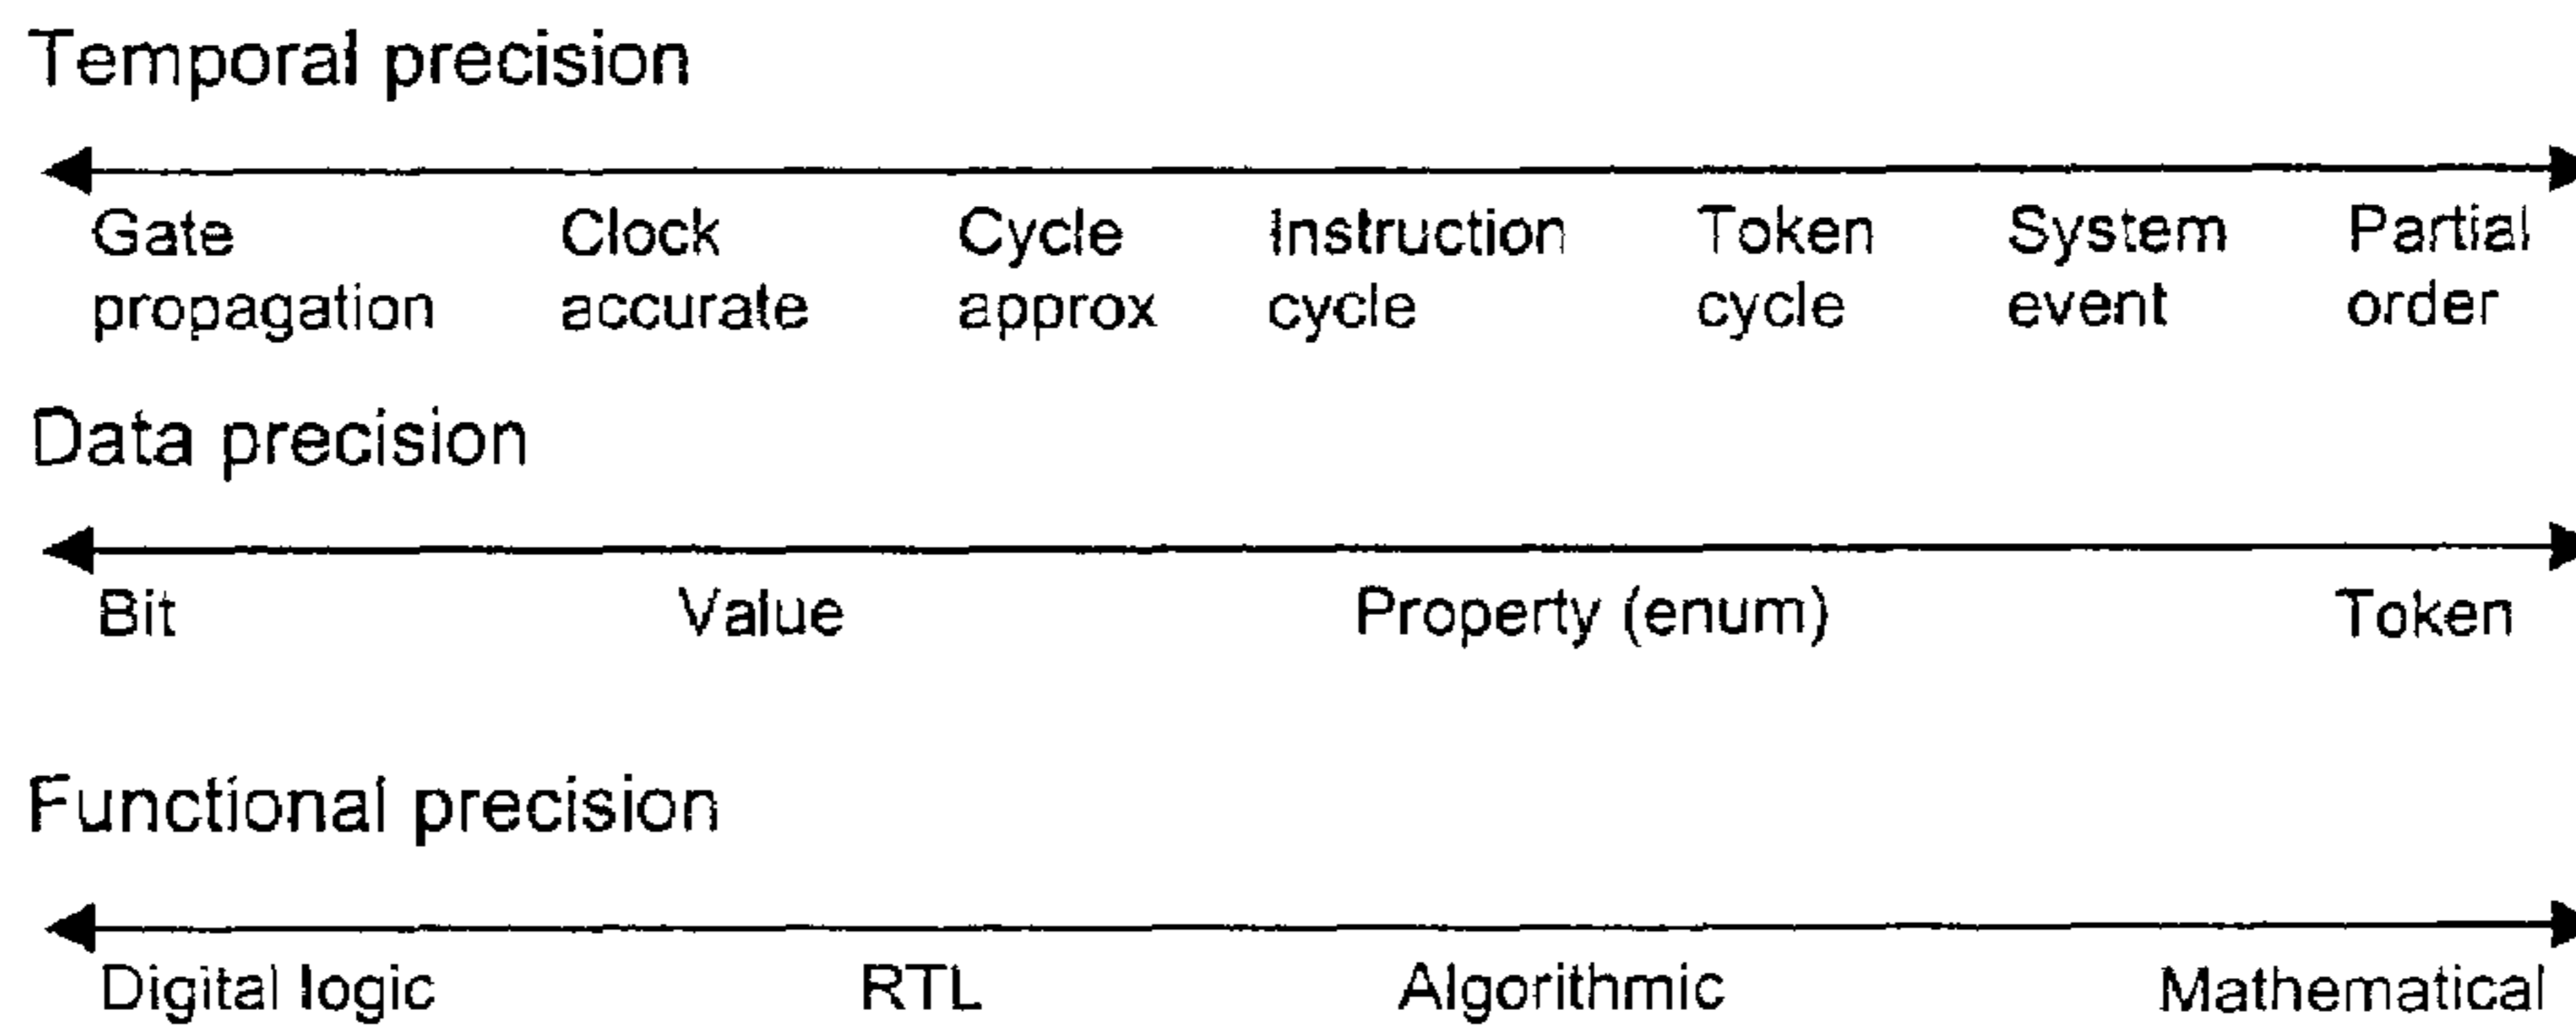 Temporal precision
Gate Clock Cycle Instruction Token System Partial
propagation accurate approx cycle cycle event order
Data precision
Bit Value Property (enum) Token
Functional precision
Digital logic RTL Algorithmic Mathematical